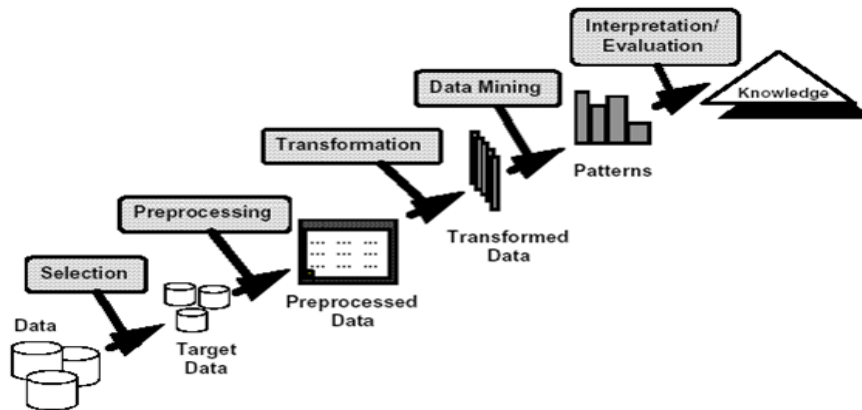 Interpretation/
Evaluation
Data Mining
Knowledge
Transformation
Patterns
Preprocessing
Transformed
Data
Selection
Preprocessed
Data
Data
Target
Data